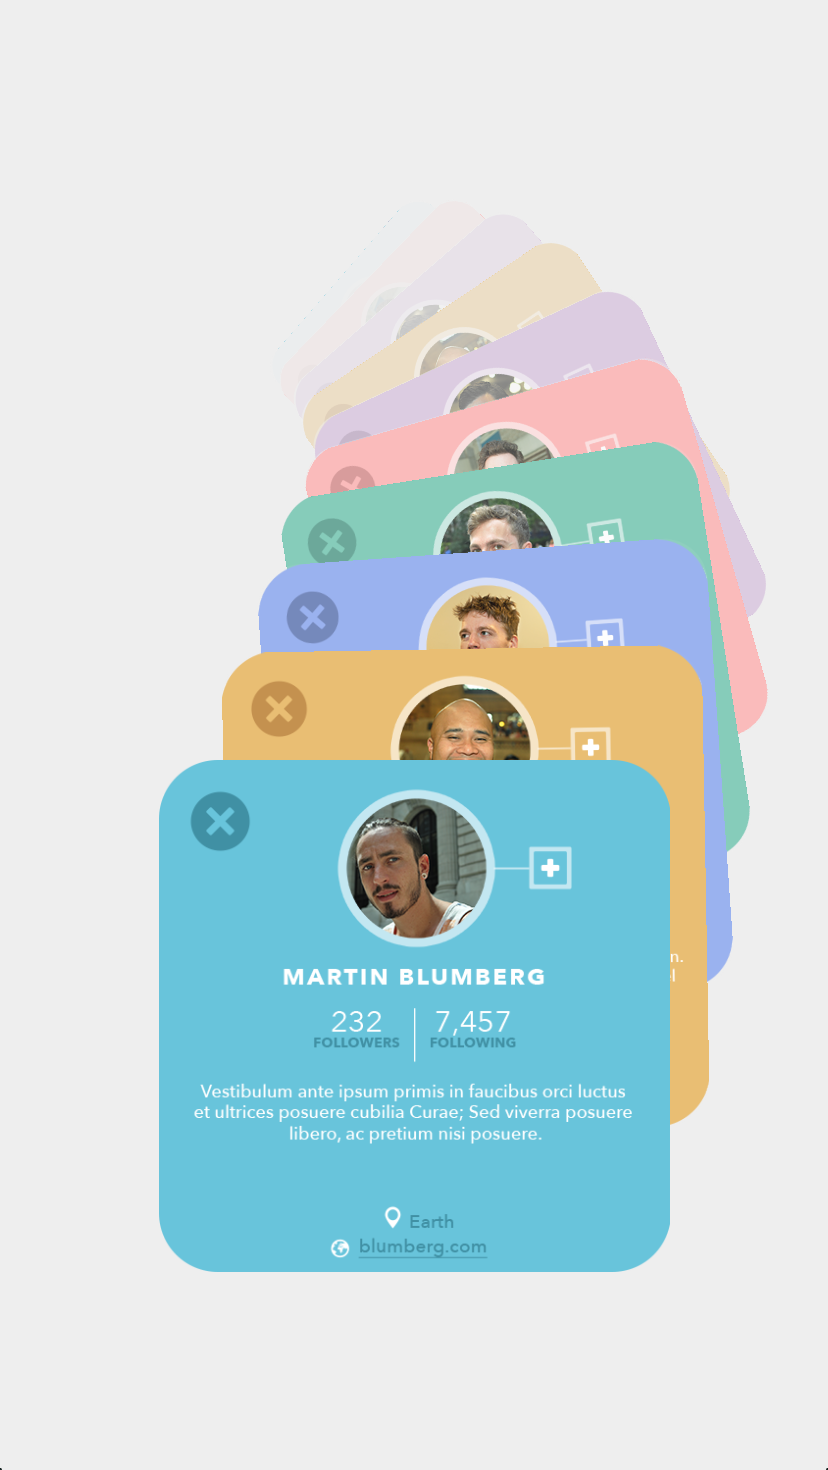 MARTIN BLUMBERG
232 7,457
FOLLOWERS FOLLOWING
Vestibulum ante ipsum primis in faucibus orci luctus
et ultrices posuere cubilia Curae; Sed viverra posuere
libero, ac pretium nisi posuere.
Earth
blumberg.com